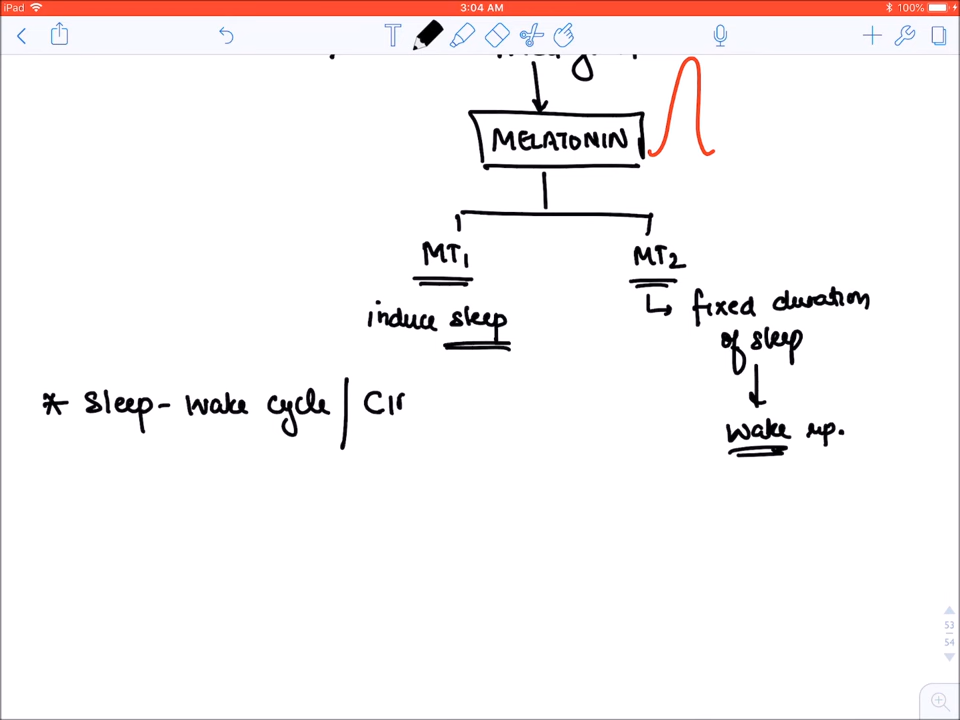 iPad 3:04 AM 100%
T
MELATONIN
MT1 MT2
induce sleep
fixed duration
of sleep
* Sleep-wake cycle | CIr
wake up.
53
54